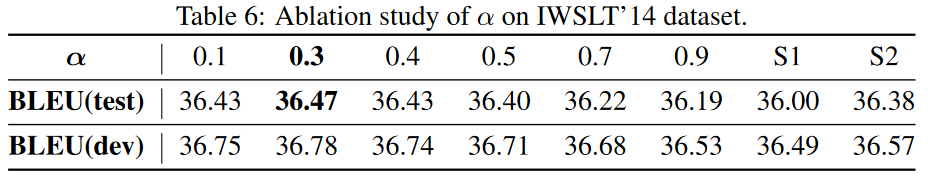 Table 6: Ablation study of α on IWSLT'14 dataset.
α 0.1 0.3 0.4 0.5 0.7 0.9 S1 S2
BLEU(test) 36.43 36.47 36.43 36.40 36.22 36.19 36.00 36.38
BLEU(dev) 36.75 36.78 36.74 36.71 36.68 36.53 36.49 36.57